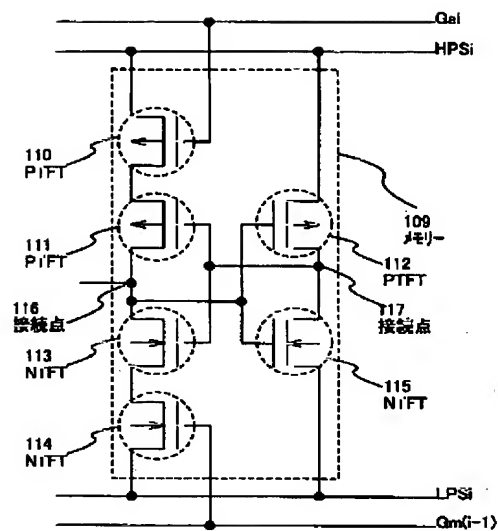 Gai
HPSi
110
PTFT
111
PTFT
109
メモリー
112
PTFT
116
接続点
117
接続点
113
NTFT
115
NTFT
114
NTFT
LPSi
Gm(i-1)